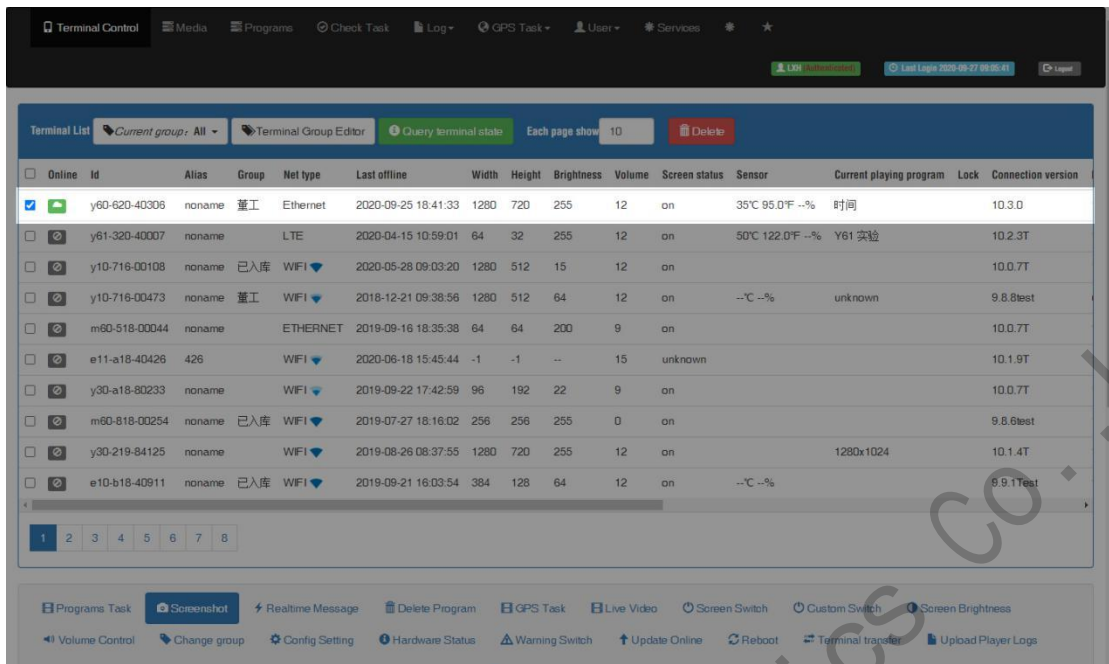 Terminal Control Media Programs Check Task Log GPS Task User Services
LXH (Authenticated) Last Login 2020-09-27 09:05:41 Logout
Terminal List Current group：All Terminal Group Editor Query terminal state Each page show 10 Delete
Online Id Alias Group Net type Last offline Width Height Brightness Volume Screen status Sensor Current playing program Lock Connection version
y60-620-40306 noname 董工 Ethernet 2020-09-25 18:41:33 1280 720 255 12 on 35℃ 95.0℉ --% 时间 10.3.0
y61-320-40007 noname LTE 2020-04-15 10:59:01 64 32 255 12 on 50℃ 122.0℉ --% Y61 实验 10.2.3T
y10-716-00108 noname 已入库 WIFI 2020-05-28 09:03:20 1280 512 15 12 on 10.0.7T
y10-716-00473 noname 董工 WIFI 2018-12-21 09:38:56 1280 512 64 12 on --℃ --% unknown 9.8.8test
m60-518-00044 noname ETHERNET 2019-09-16 18:35:38 64 64 200 9 on 10.0.7T
e11-a18-40426 426 WIFI 2020-06-18 15:45:44 -1 -1 -- 15 unknown 10.1.9T
y30-a18-80233 noname WIFI 2019-09-22 17:42:59 96 192 22 9 on 10.0.7T
m60-818-00254 noname 已入库 WIFI 2019-07-27 18:16:02 256 256 255 0 on 9.8.6test
y30-219-84125 noname WIFI 2019-08-26 08:37:55 1280 720 255 12 on 1280x1024 10.1.4T
e10-b18-40911 noname 已入库 WIFI 2019-09-21 16:03:54 384 128 64 12 on --℃ --% 9.9.1Test
1 2 3 4 5 6 7 8
Programs Task Screenshot Realtime Message Delete Program GPS Task Live Video Screen Switch Custom Switch Screen Brightness
Volume Control Change group Config Setting Hardware Status Warning Switch Update Online Reboot Terminal transfer Upload Player Logs
ics Co.